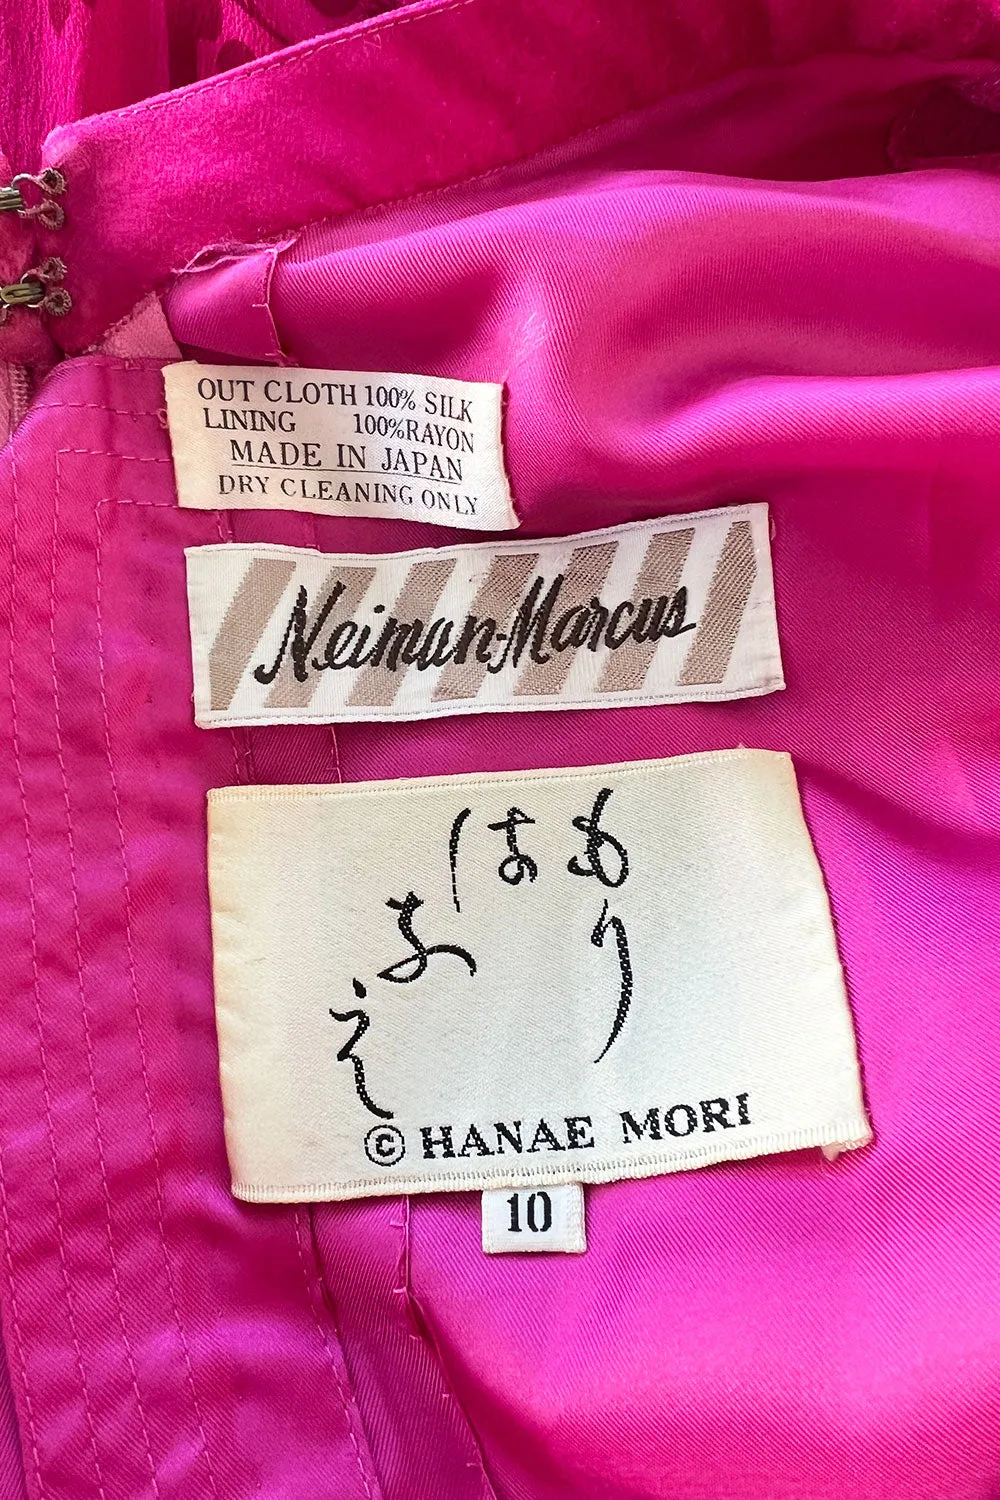 OUT CLOTH 100% SILK
LINING 100%RAYON
MADE IN JAPAN
DRY CLEANING ONLY
Neiman-Marcus
もり
はなえ
© HANAE MORI
10